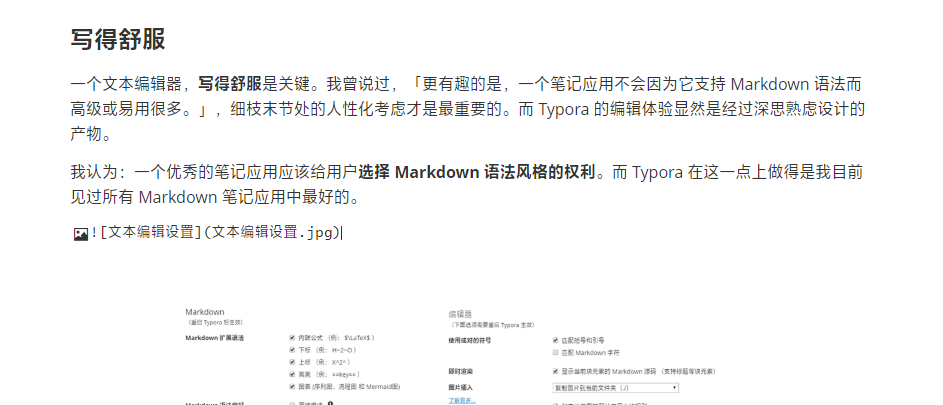 写得舒服
一个文本编辑器，写得舒服是关键。我曾说过，「更有趣的是，一个笔记应用不会因为它支持 Markdown 语法而
高级或易用很多。」，细枝末节处的人性化考虑才是最重要的。而 Typora 的编辑体验显然是经过深思熟虑设计的
产物。
我认为：一个优秀的笔记应用应该给用户选择 Markdown 语法风格的权利。而 Typora 在这一点上做得是我目前
见过所有 Markdown 笔记应用中最好的。
![文本编辑设置](文本编辑设置.jpg)
Markdown
（重启 Typora 后生效）
Markdown 扩展语法
内联公式（例： $\LaTeX$ ）
下标（例： H~2~O ）
上标（例： X^2^ ）
高亮（例： ==key== ）
图表 (序列图、流程图 和 Mermaid图)
编辑器
（下面选项需要重启 Typora 生效）
使用成对的符号
匹配括号和引号
匹配 Markdown 字符
即时渲染
显示当前块元素的 Markdown 源码 （支持标题等块元素）
图片插入
复制图片到当前文件夹（./）
了解更多...